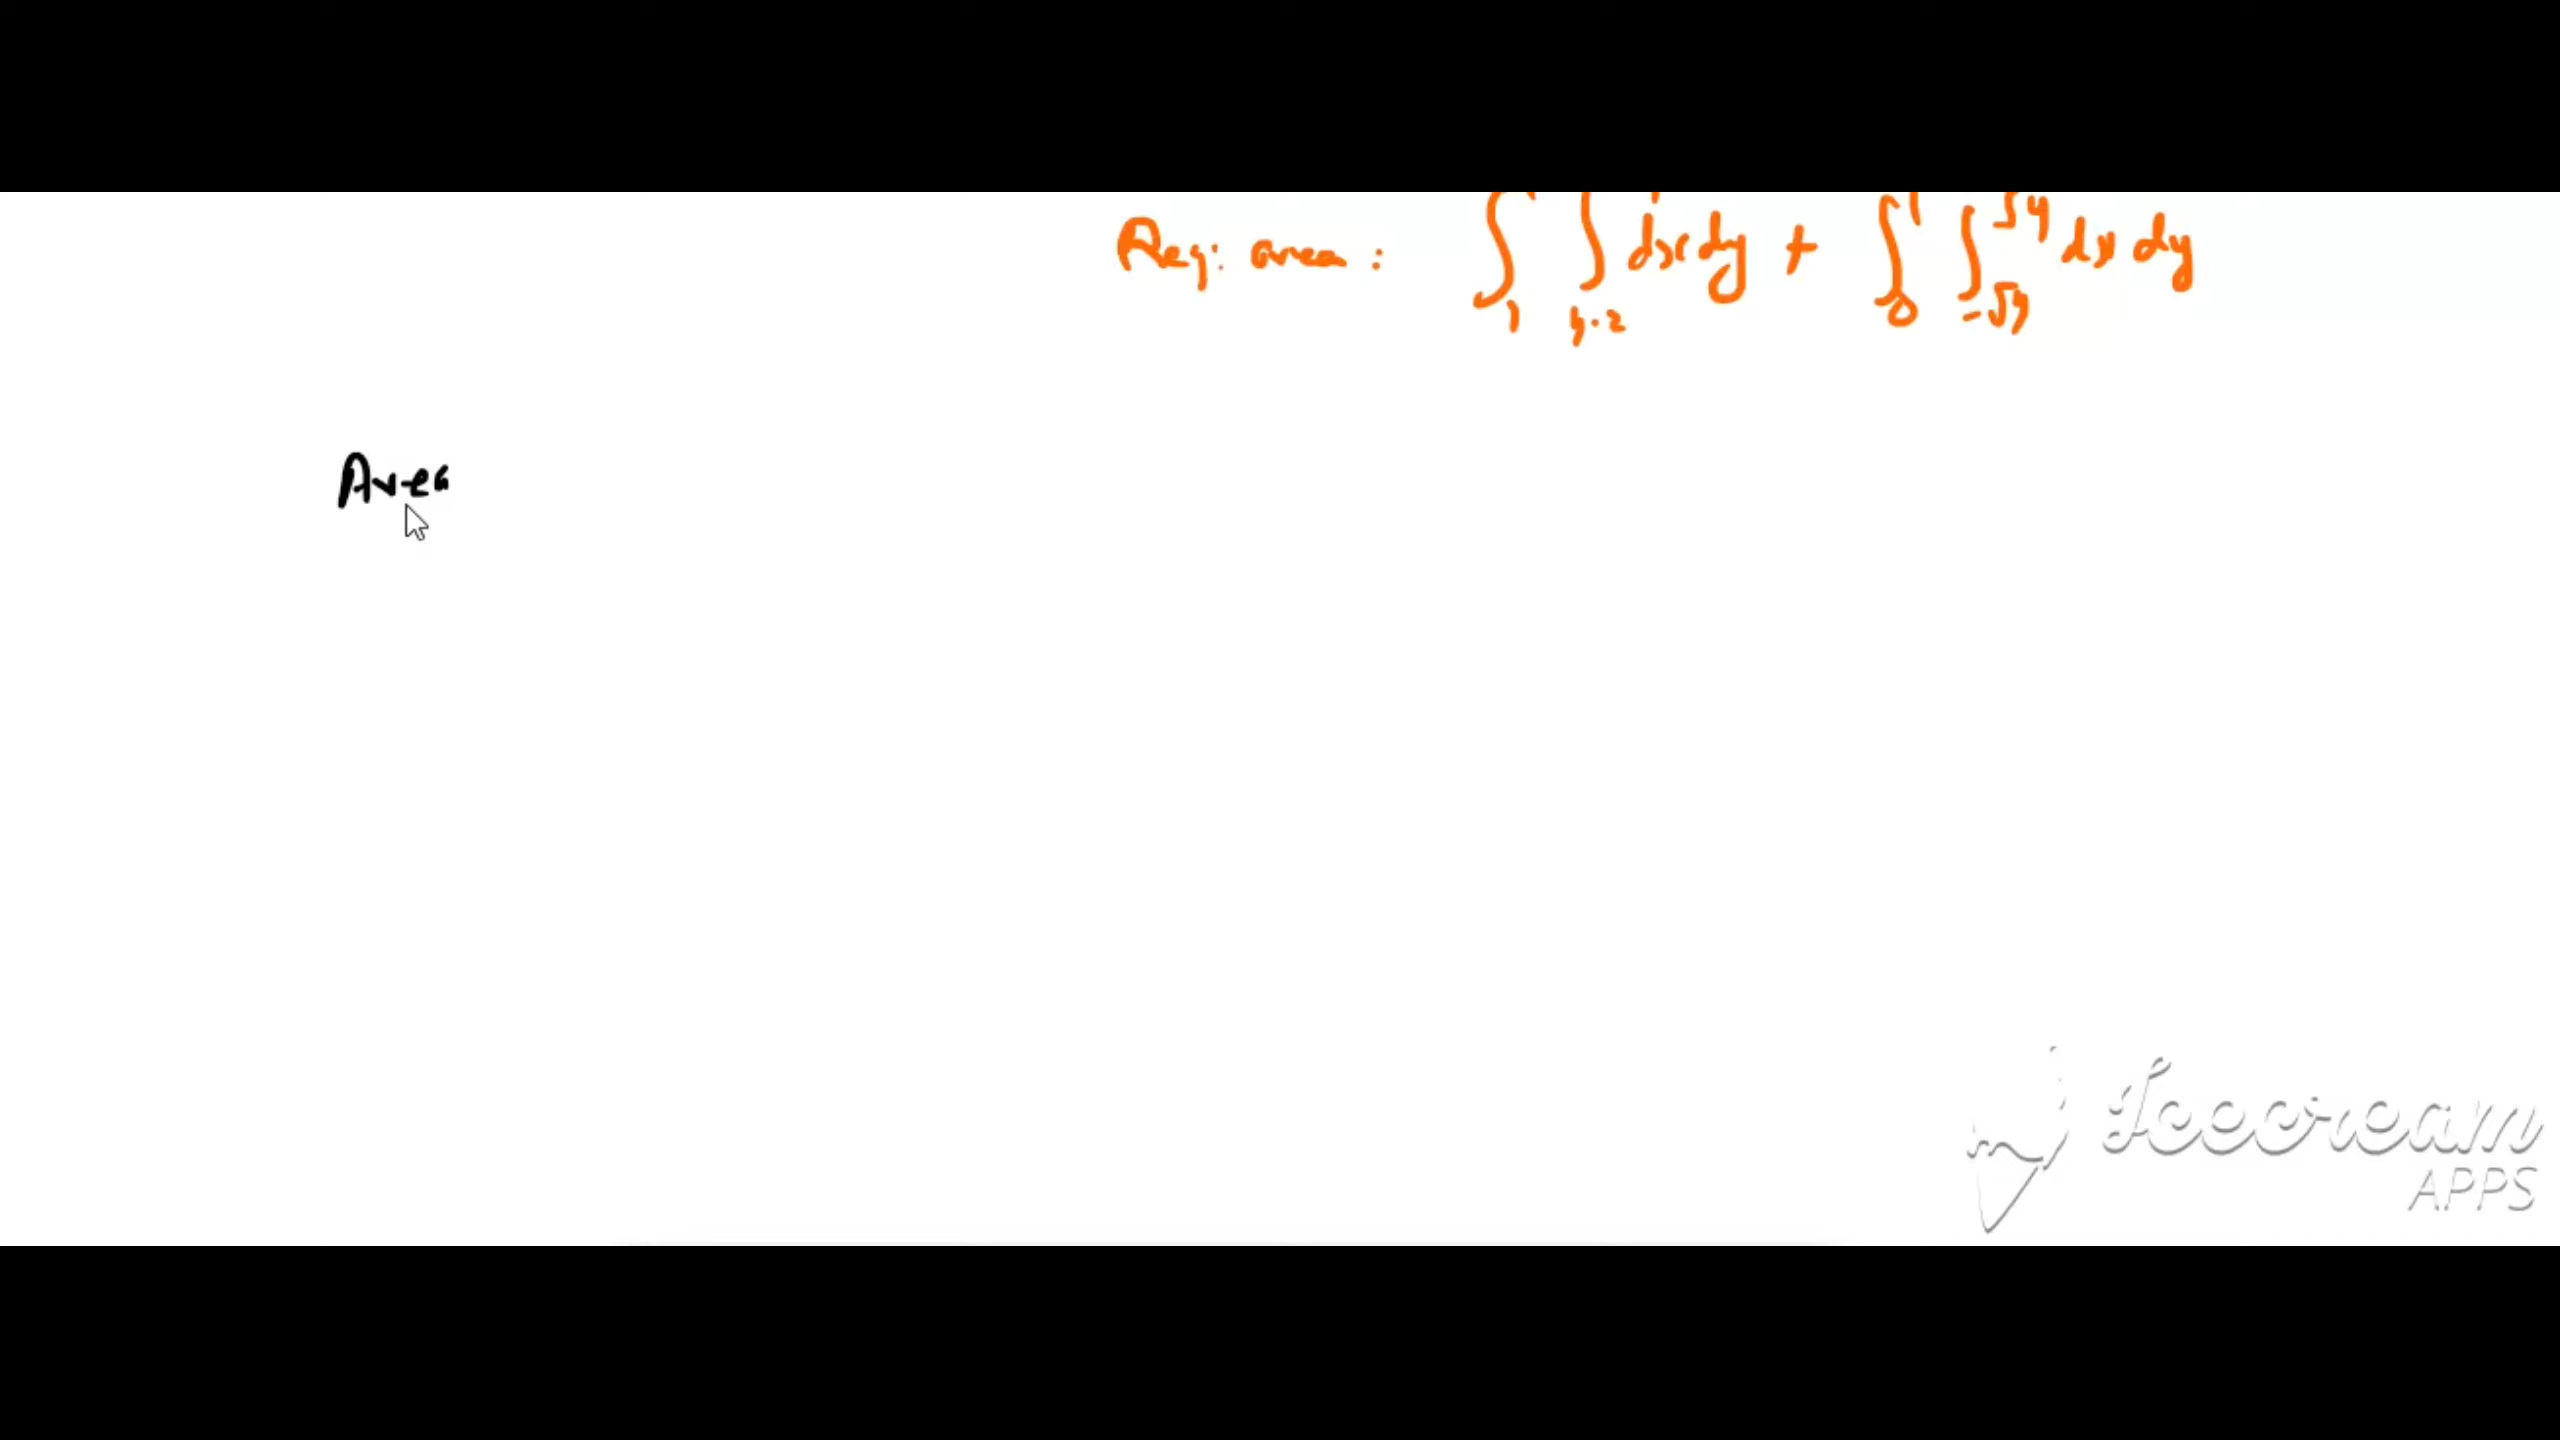 Req: area : ∫₁ ∫_{y-2} dx dy + ∫₀¹ ∫_{-√y}^{√y} dx dy
Area
Icecream
APPS